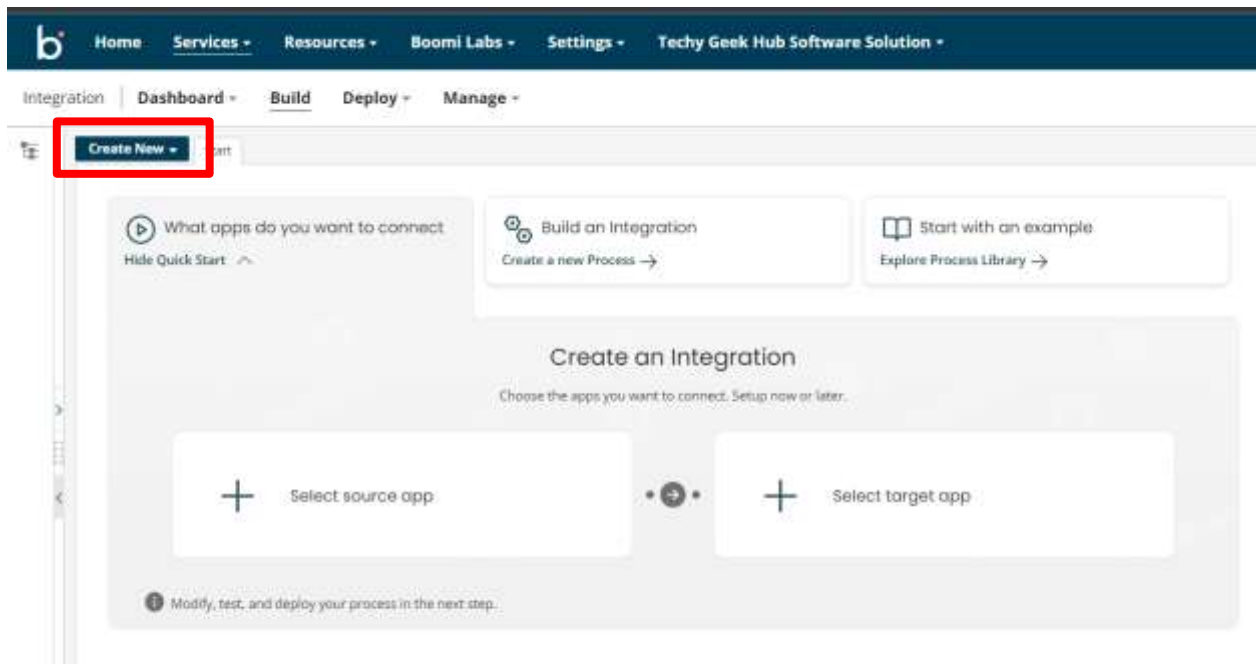 b Home Services Resources Boomi Labs Settings Techy Geek Hub Software Solution
Integration Dashboard Build Deploy Manage
Create New
What apps do you want to connect
Hide Quick Start
Build an Integration
Create a new Process →
Start with an example
Explore Process Library →
Create an Integration
Choose the apps you want to connect. Setup now or later.
Select source app
Select target app
Modify, test, and deploy your process in the next step.